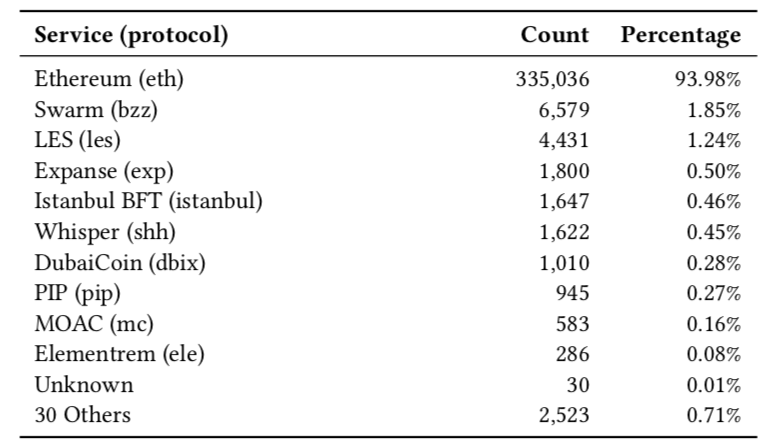 Service (protocol) Count Percentage
Ethereum (eth) 335,036 93.98%
Swarm (bzz) 6,579 1.85%
LES (les) 4,431 1.24%
Expanse (exp) 1,800 0.50%
Istanbul BFT (istanbul) 1,647 0.46%
Whisper (shh) 1,622 0.45%
DubaiCoin (dbix) 1,010 0.28%
PIP (pip) 945 0.27%
MOAC (mc) 583 0.16%
Elementrem (ele) 286 0.08%
Unknown 30 0.01%
30 Others 2,523 0.71%